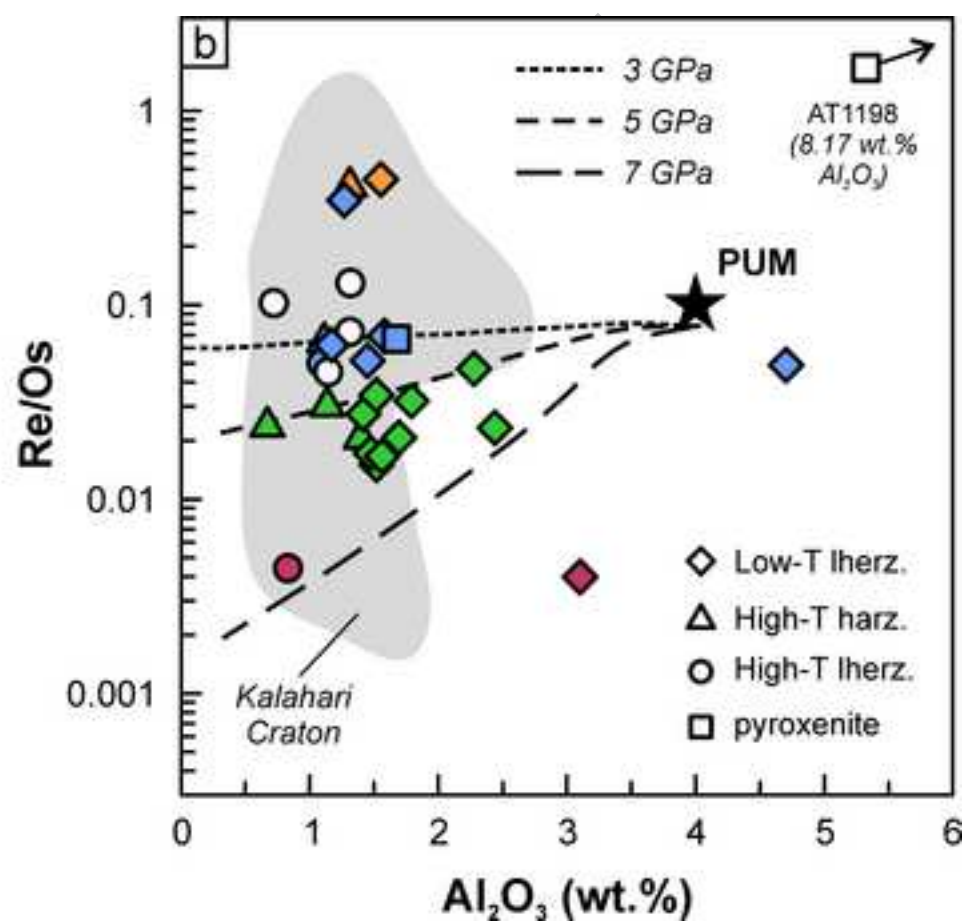 b
3 GPa
5 GPa
7 GPa
AT1198
(8.17 wt.%
Al₂O₃)
PUM
1
0.1
0.01
0.001
Re/Os
Low-T lherz.
High-T harz.
High-T lherz.
pyroxenite
Kalahari
Craton
0 1 2 3 4 5 6
Al₂O₃ (wt.%)